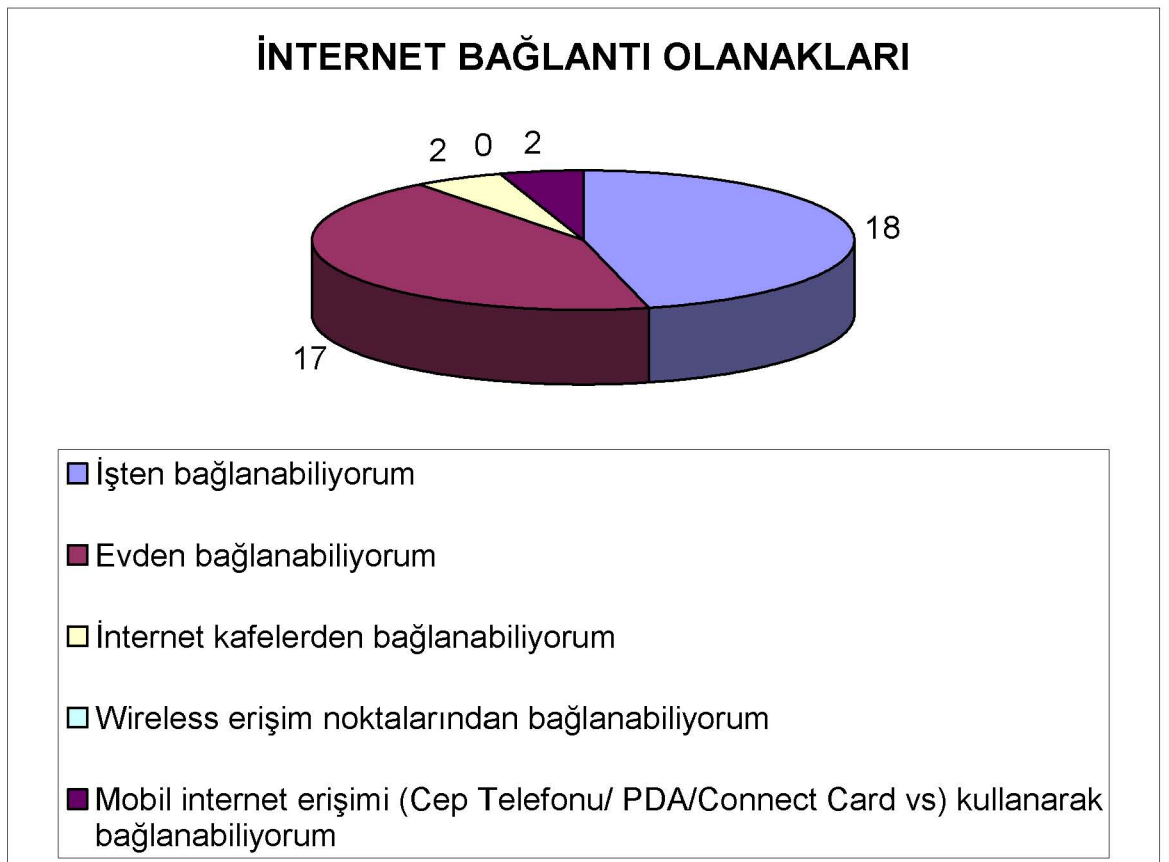 İNTERNET BAĞLANTI OLANAKLARI
2 0 2
18
17
İşten bağlanabiliyorum
Evden bağlanabiliyorum
İnternet kafelerden bağlanabiliyorum
Wireless erişim noktalarından bağlanabiliyorum
Mobil internet erişimi (Cep Telefonu/ PDA/Connect Card vs) kullanarak
bağlanabiliyorum